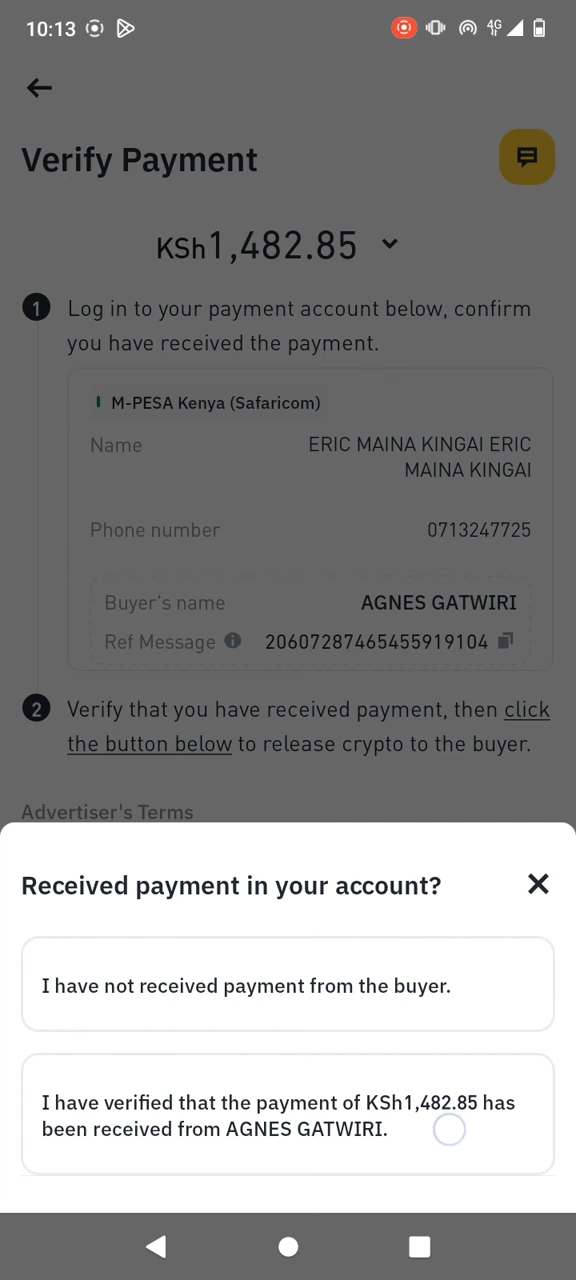 10:13
4G
Verify Payment
KSh1,482.85
1 Log in to your payment account below, confirm
you have received the payment.
M-PESA Kenya (Safaricom)
Name ERIC MAINA KINGAI ERIC
MAINA KINGAI
Phone number 0713247725
Buyer's name AGNES GATWIRI
Ref Message 20607287465455919104
2 Verify that you have received payment, then click
the button below to release crypto to the buyer.
Advertiser's Terms
Received payment in your account?
I have not received payment from the buyer.
I have verified that the payment of KSh1,482.85 has
been received from AGNES GATWIRI.